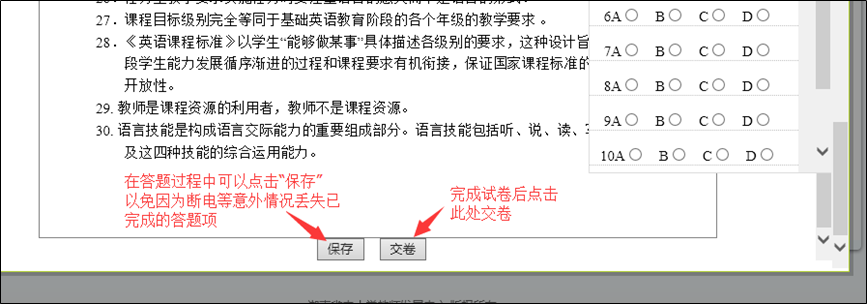 27．课程目标级别完全等同于基础英语教育阶段的各个年级的教学要求 。
28．《英语课程标准》以学生“能够做某事”具体描述各级别的要求，这种设计旨
段学生能力发展循序渐进的过程和课程要求有机衔接，保证国家课程标准的
开放性。
29. 教师是课程资源的利用者，教师不是课程资源。
30. 语言技能是构成语言交际能力的重要组成部分。语言技能包括听、说、读、
及这四种技能的综合运用能力。
在答题过程中可以点击“保存”
以免因为断电等意外情况丢失已
完成的答题项
完成试卷后点击
此处交卷
保存 交卷
6A B C D
7A B C D
8A B C D
9A B C D
10A B C D